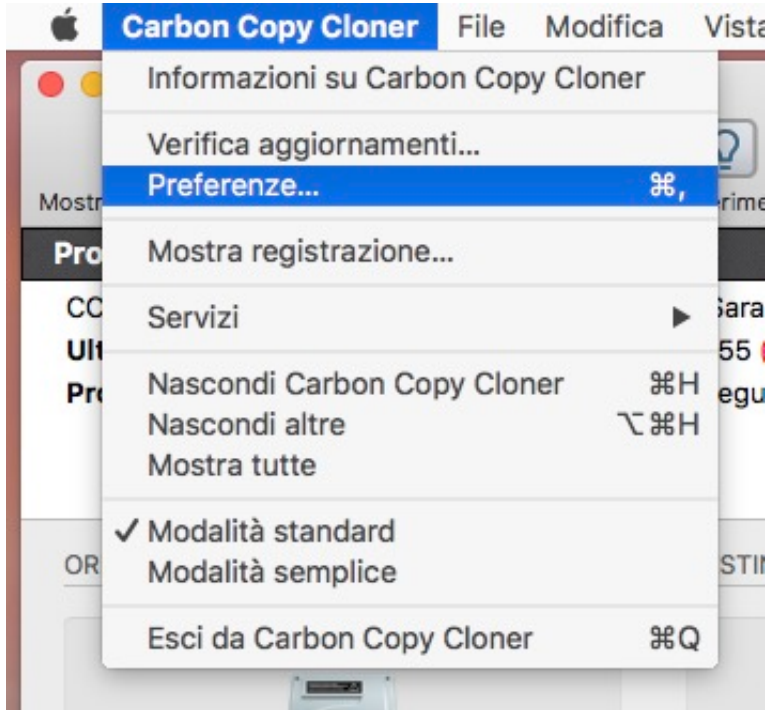 Carbon Copy Cloner File Modifica Vista
Informazioni su Carbon Copy Cloner
Verifica aggiornamenti...
Preferenze... ⌘,
Mostra registrazione...
Servizi ▶
Nascondi Carbon Copy Cloner ⌘H
Nascondi altre ⌥⌘H
Mostra tutte
✓ Modalità standard
Modalità semplice
Esci da Carbon Copy Cloner ⌘Q